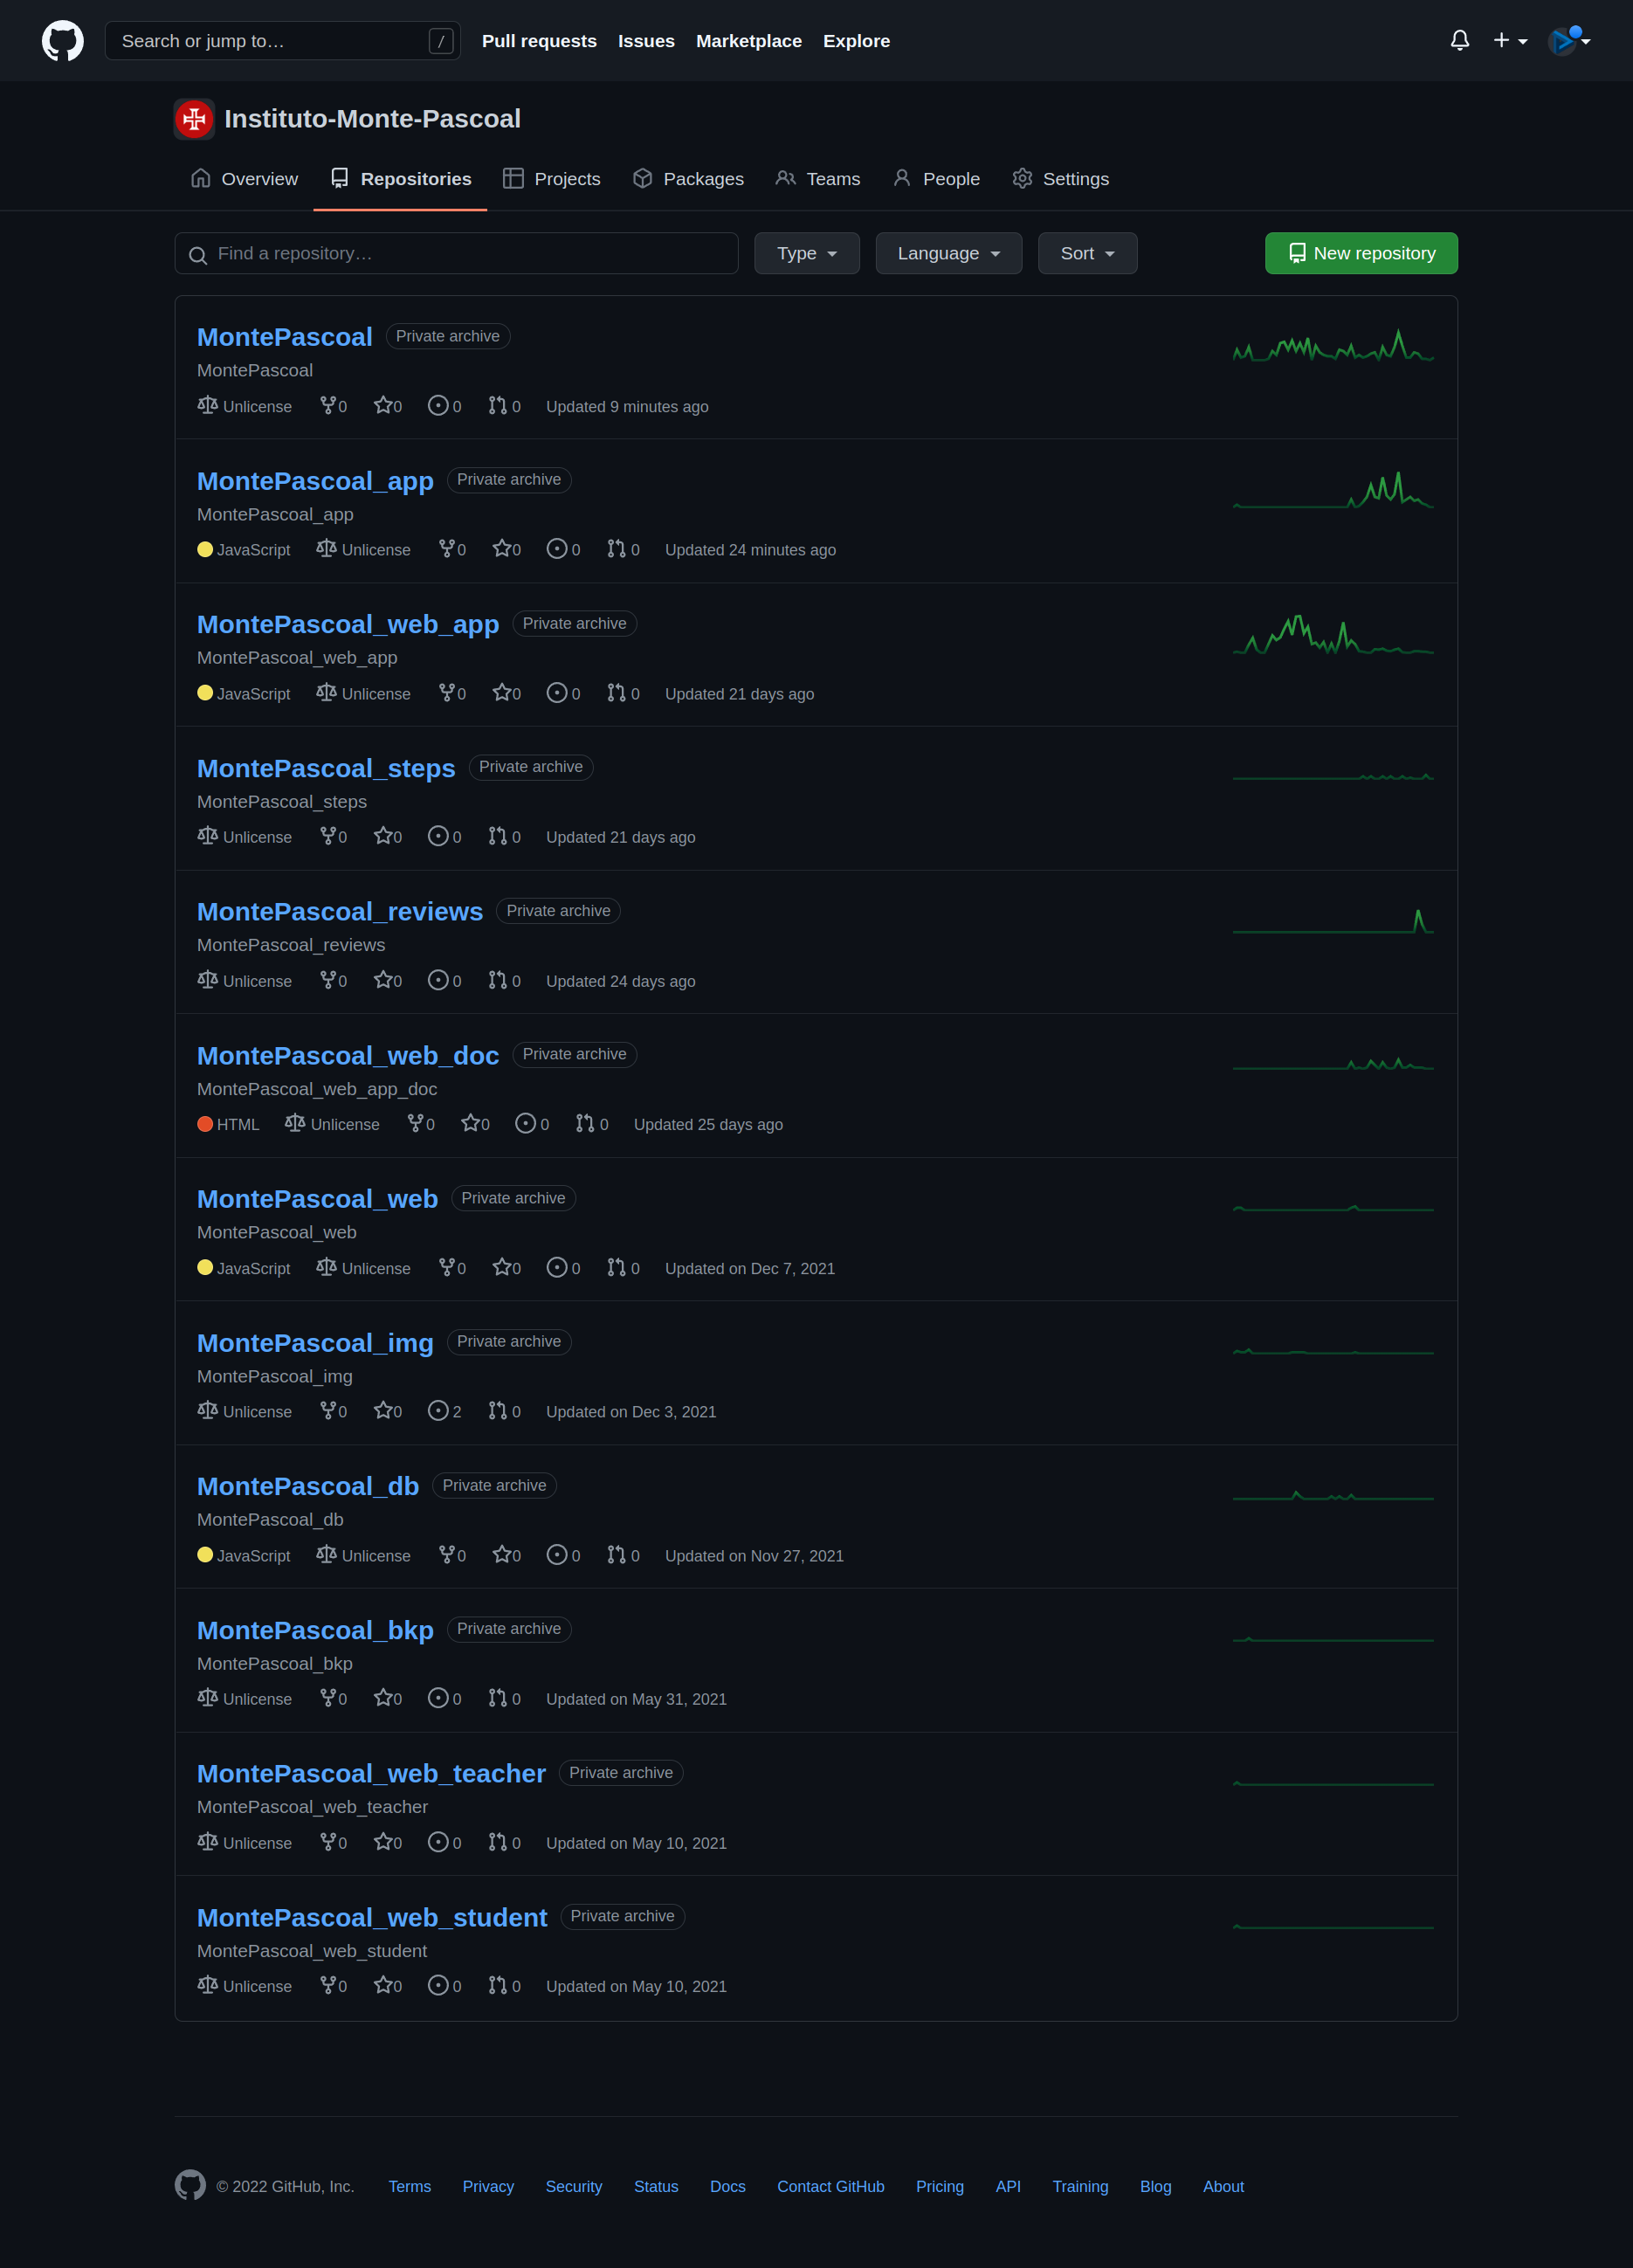 Search or jump to… / Pull requests Issues Marketplace Explore
Instituto-Monte-Pascoal
Overview Repositories Projects Packages Teams People Settings
Find a repository… Type Language Sort New repository
MontePascoal Private archive
MontePascoal
Unlicense 0 0 0 0 Updated 9 minutes ago
MontePascoal_app Private archive
MontePascoal_app
JavaScript Unlicense 0 0 0 0 Updated 24 minutes ago
MontePascoal_web_app Private archive
MontePascoal_web_app
JavaScript Unlicense 0 0 0 0 Updated 21 days ago
MontePascoal_steps Private archive
MontePascoal_steps
Unlicense 0 0 0 0 Updated 21 days ago
MontePascoal_reviews Private archive
MontePascoal_reviews
Unlicense 0 0 0 0 Updated 24 days ago
MontePascoal_web_doc Private archive
MontePascoal_web_app_doc
HTML Unlicense 0 0 0 0 Updated 25 days ago
MontePascoal_web Private archive
MontePascoal_web
JavaScript Unlicense 0 0 0 0 Updated on Dec 7, 2021
MontePascoal_img Private archive
MontePascoal_img
Unlicense 0 0 2 0 Updated on Dec 3, 2021
MontePascoal_db Private archive
MontePascoal_db
JavaScript Unlicense 0 0 0 0 Updated on Nov 27, 2021
MontePascoal_bkp Private archive
MontePascoal_bkp
Unlicense 0 0 0 0 Updated on May 31, 2021
MontePascoal_web_teacher Private archive
MontePascoal_web_teacher
Unlicense 0 0 0 0 Updated on May 10, 2021
MontePascoal_web_student Private archive
MontePascoal_web_student
Unlicense 0 0 0 0 Updated on May 10, 2021
© 2022 GitHub, Inc. Terms Privacy Security Status Docs Contact GitHub Pricing API Training Blog About